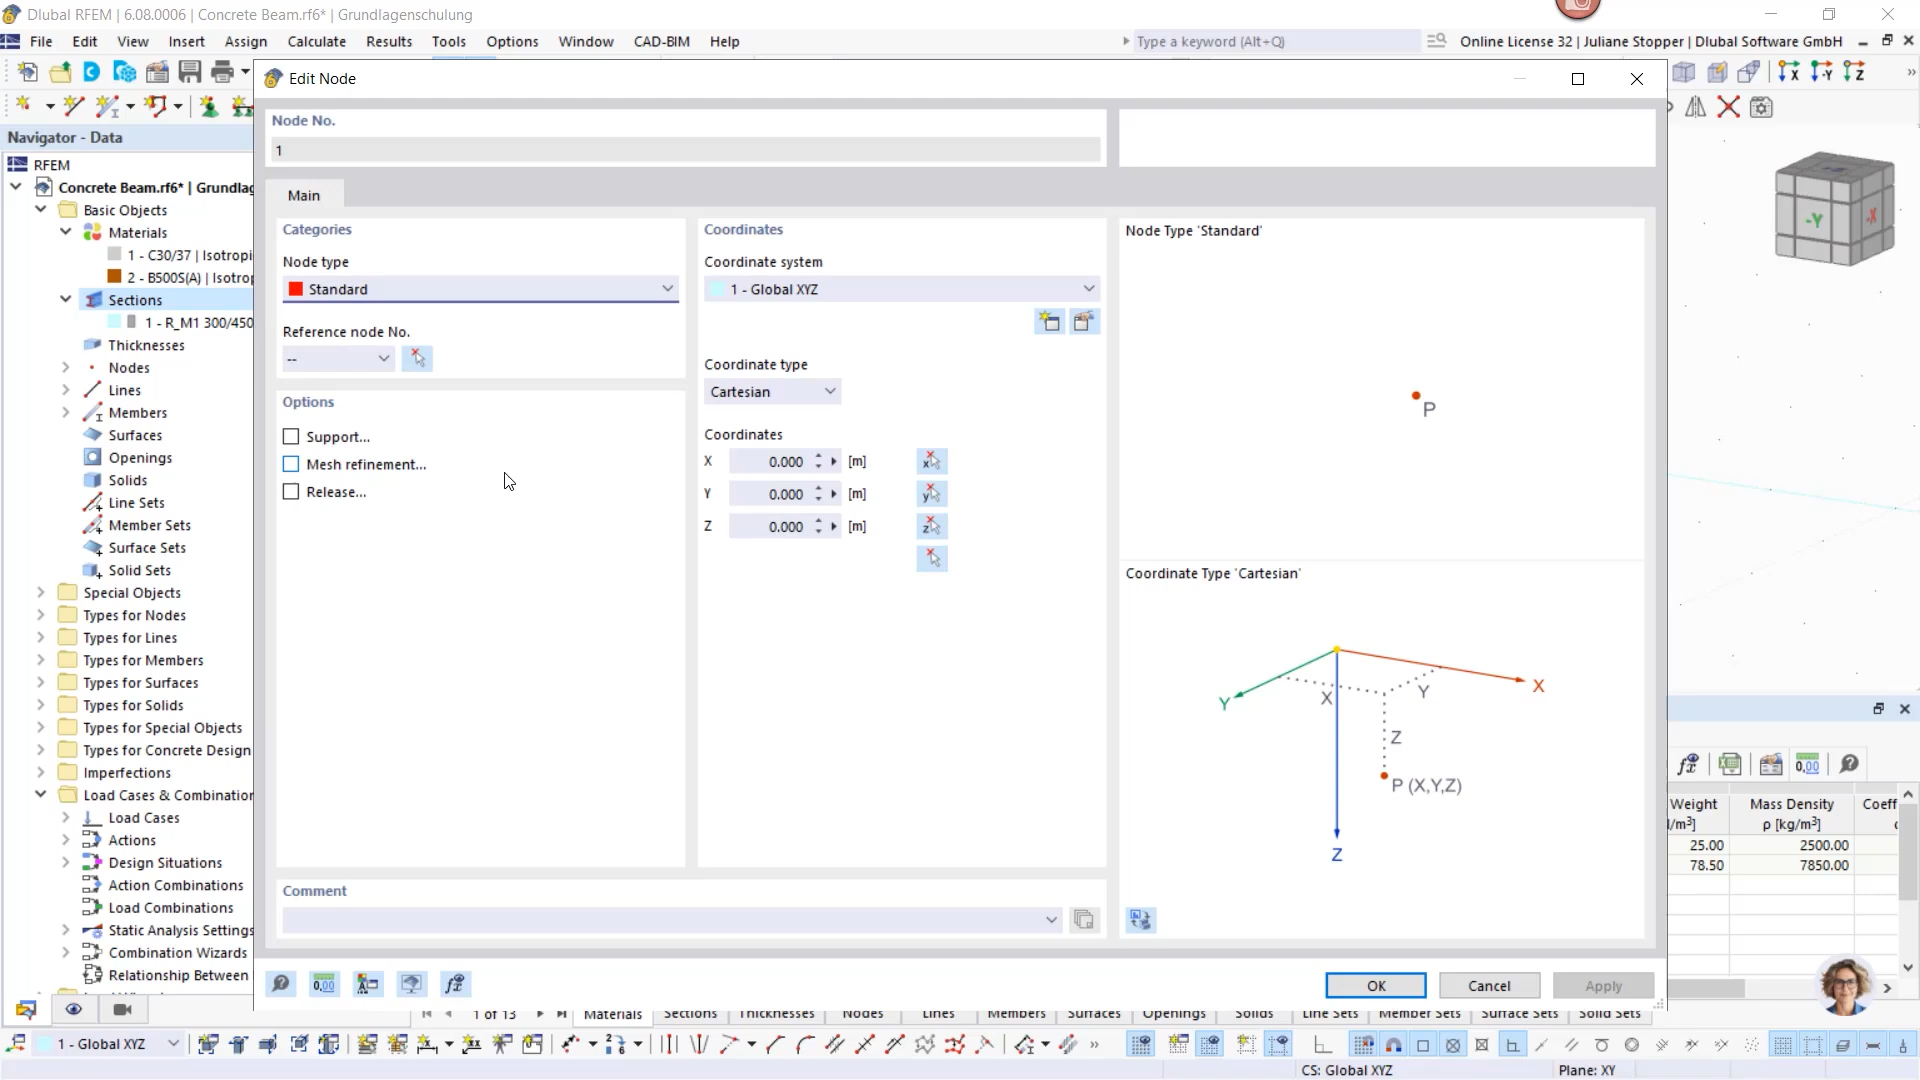 Dlubal RFEM | 6.08.0006 | Concrete Beam.rf6* | Grundlagenschulung
File Edit View Insert Assign Calculate Results Tools Options Window CAD-BIM Help
Type a keyword (Alt+Q)
Online License 32 | Juliane Stopper | Dlubal Software GmbH
Edit Node
Navigator - Data
RFEM
Concrete Beam.rf6* | Grundlag
Basic Objects
Materials
1 - C30/37 | Isotropi
2 - B500S(A) | Isotrop
Sections
1 - R_M1 300/450
Thicknesses
Nodes
Lines
Members
Surfaces
Openings
Solids
Line Sets
Member Sets
Surface Sets
Solid Sets
Special Objects
Types for Nodes
Types for Lines
Types for Members
Types for Surfaces
Types for Solids
Types for Special Objects
Types for Concrete Design
Imperfections
Load Cases & Combination
Load Cases
Actions
Design Situations
Action Combinations
Load Combinations
Static Analysis Settings
Combination Wizards
Relationship Between
Node No.
1
Main
Categories
Node type
Standard
Reference node No.
--
Options
Support...
Mesh refinement...
Release...
Coordinates
Coordinate system
1 - Global XYZ
Coordinate type
Cartesian
Coordinates
X 0.000 [m]
Y 0.000 [m]
Z 0.000 [m]
Comment
Node Type 'Standard'
P
Coordinate Type 'Cartesian'
X
Y
X
Y
Z
P (X,Y,Z)
Z
OK Cancel Apply
X -Y Z
-Y -X
Weight
Mass Density
ρ [kg/m³]
Coeff
25.00 2500.00
78.50 7850.00
1 of 13
Materials Sections Thicknesses Nodes Lines Members Surfaces Openings Solids Line Sets Member Sets Surface Sets Solid Sets
1 - Global XYZ
CS: Global XYZ
Plane: XY